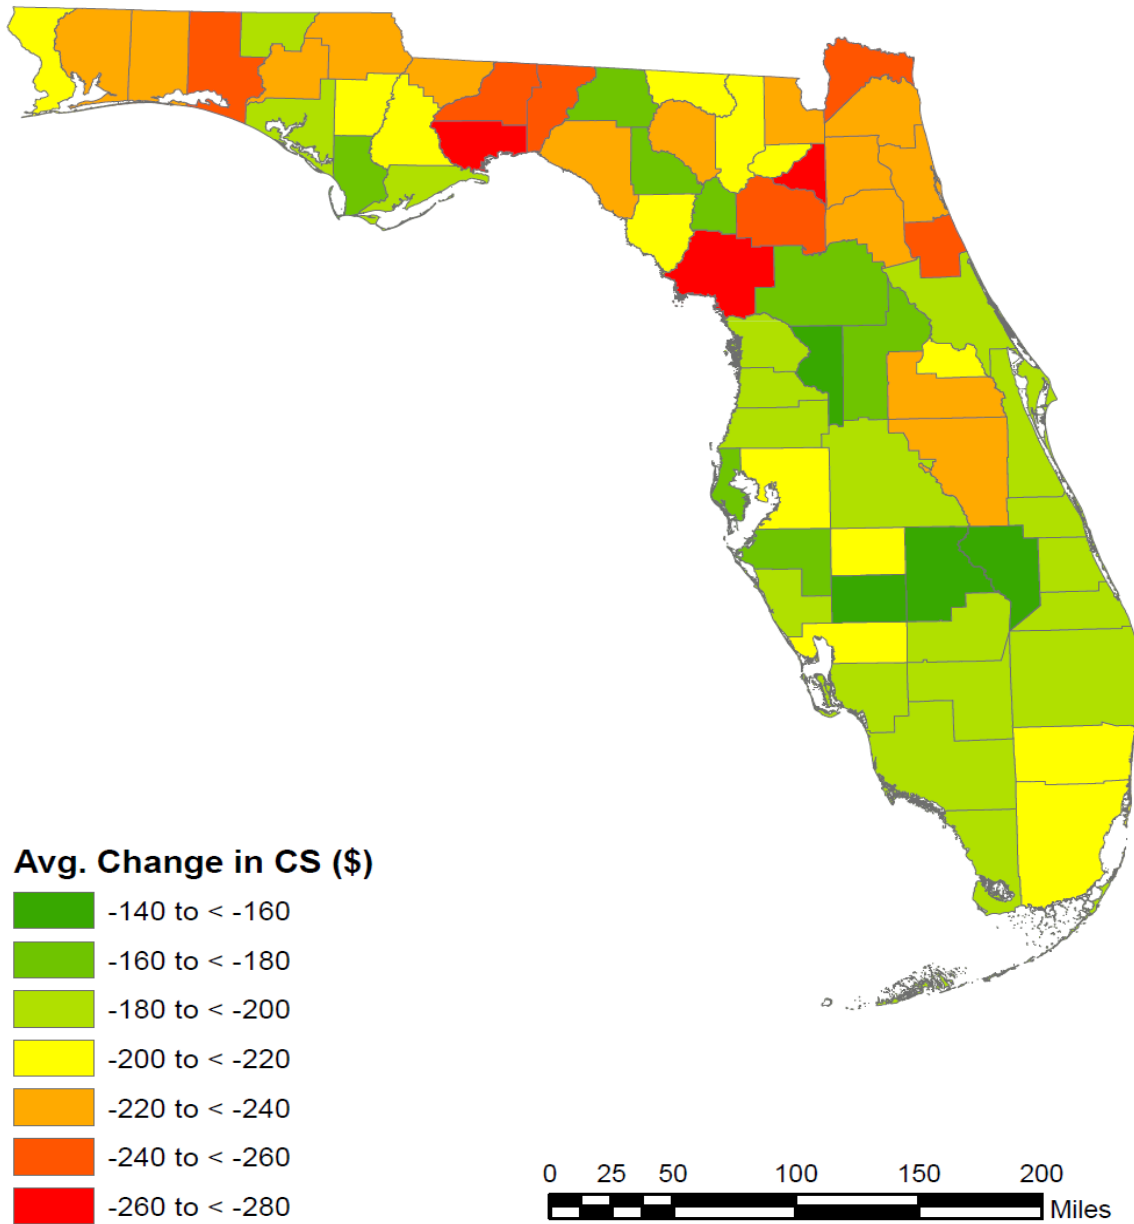 Avg. Change in CS ($)
-140 to < -160
-160 to < -180
-180 to < -200
-200 to < -220
-220 to < -240
-240 to < -260
-260 to < -280
0 25 50 100 150 200
Miles